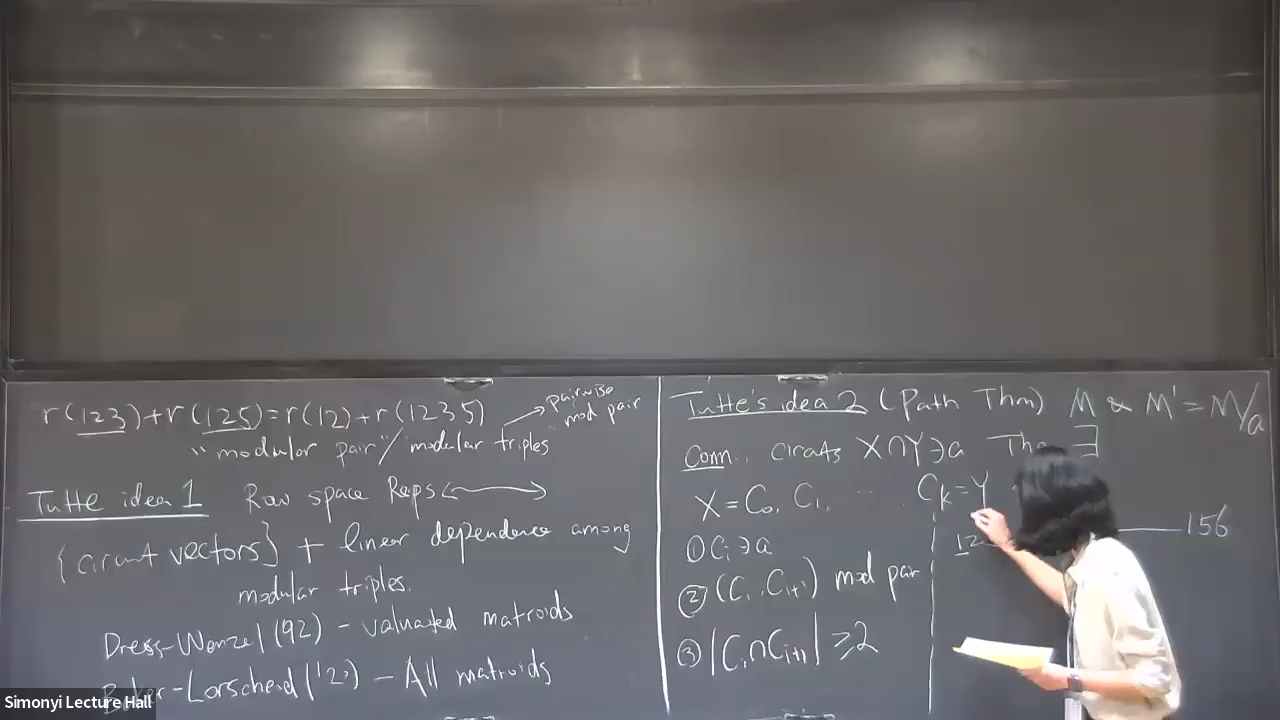 r(123)+r(125)=r(12)+r(1235)
pairwise
mod pair
"modular pair"/"modular triples"
Tutte idea 1 Row space Reps ⟷
{circuit vectors} + linear dependence among
modular triples.
Dress-Wenzel (92) - valuated matroids
Baker-Lorscheid ('12) - All matroids
Tutte's idea 2 (Path Thm) M & M' = M/a
Conn. circuits X∩Y∋a ∃
X = C₀, C₁, ... Cₖ=Y
① Cᵢ∋a
② (Cᵢ, Cᵢ₊₁) mod pair
③ |Cᵢ∩Cᵢ₊₁| ≥2
12
156
Simonyi Lecture Hall